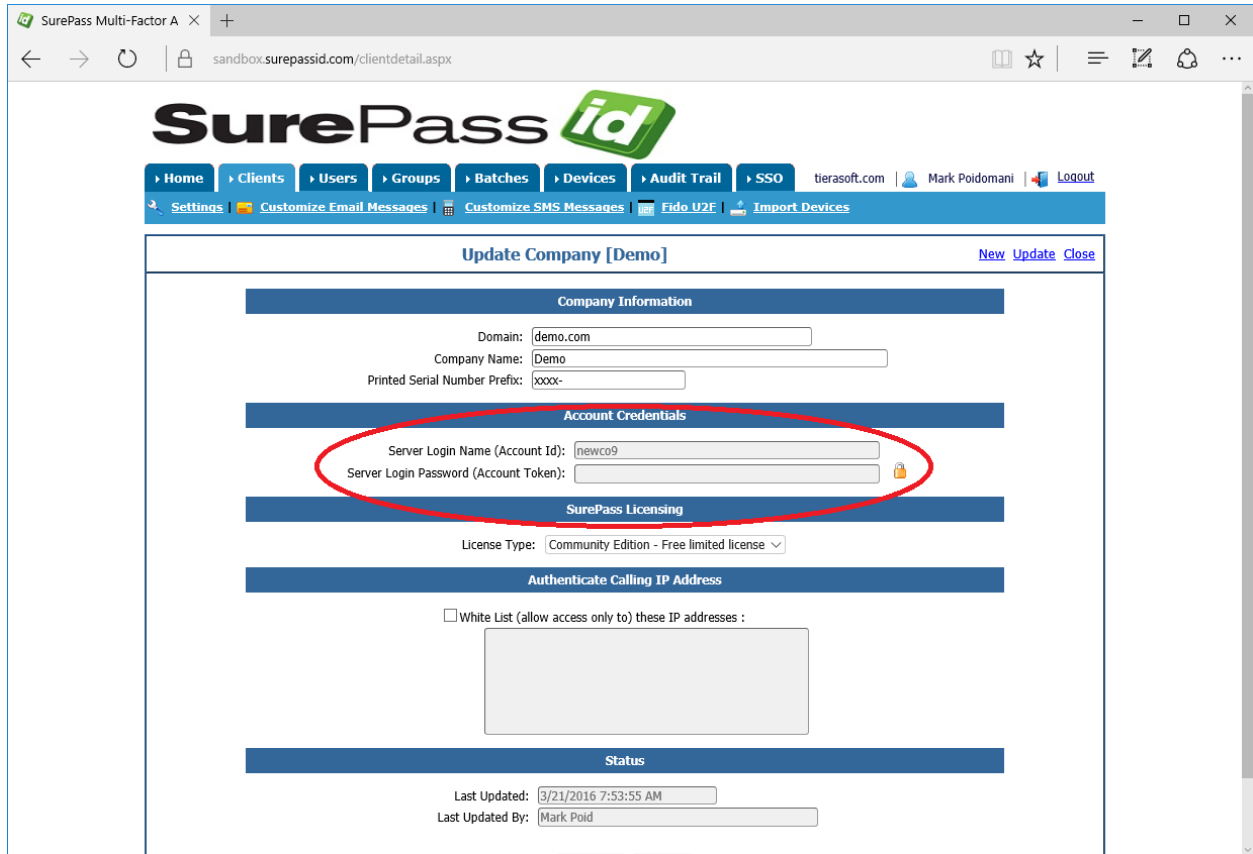 SurePass Multi-Factor A
sandbox.surepassid.com/clientdetail.aspx
SurePass id
Home Clients Users Groups Batches Devices Audit Trail SSO tierasoft.com | Mark Poidomani | Logout
Settings | Customize Email Messages | Customize SMS Messages | U2F Fido U2F | Import Devices
Update Company [Demo] New Update Close
Company Information
Domain: demo.com
Company Name: Demo
Printed Serial Number Prefix: xxxx-
Account Credentials
Server Login Name (Account Id): newco9
Server Login Password (Account Token):
SurePass Licensing
License Type: Community Edition - Free limited license
Authenticate Calling IP Address
White List (allow access only to) these IP addresses :
Status
Last Updated: 3/21/2016 7:53:55 AM
Last Updated By: Mark Poid